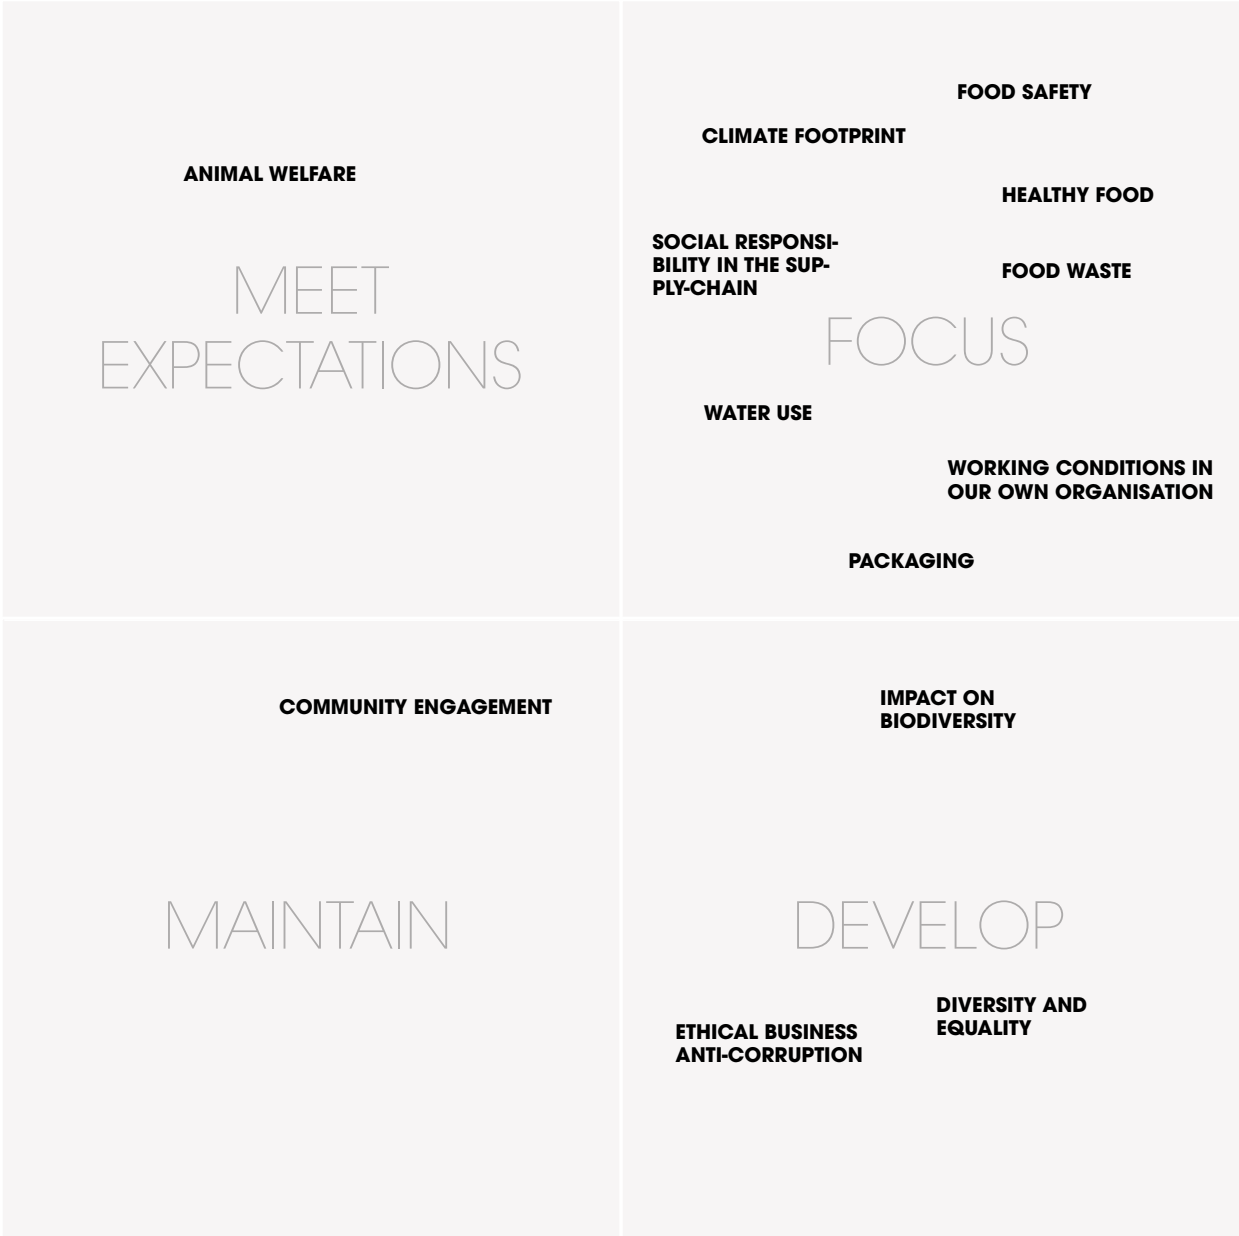 ANIMAL WELFARE
MEET
EXPECTATIONS
FOOD SAFETY
CLIMATE FOOTPRINT
HEALTHY FOOD
SOCIAL RESPONSI-
BILITY IN THE SUP-
PLY-CHAIN
FOOD WASTE
FOCUS
WATER USE
WORKING CONDITIONS IN
OUR OWN ORGANISATION
PACKAGING
COMMUNITY ENGAGEMENT
MAINTAIN
IMPACT ON
BIODIVERSITY
DEVELOP
DIVERSITY AND
EQUALITY
ETHICAL BUSINESS
ANTI-CORRUPTION